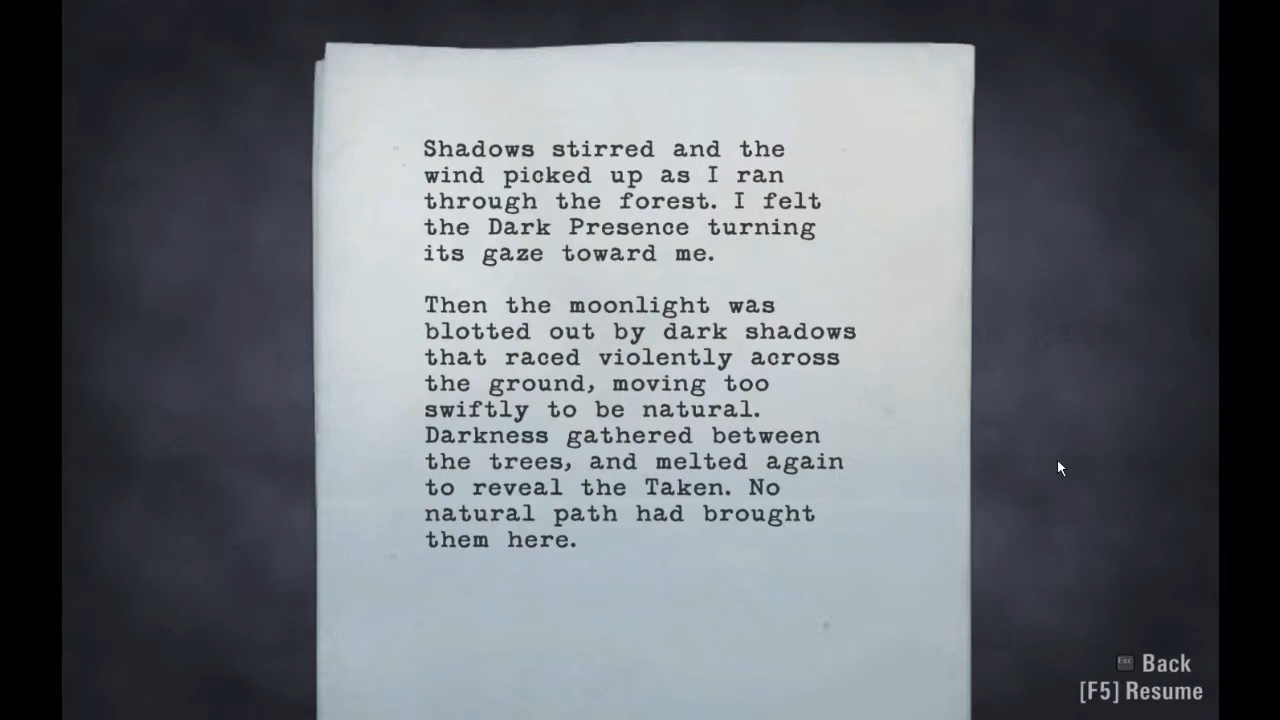 Shadows stirred and the
wind picked up as I ran
through the forest. I felt
the Dark Presence turning
its gaze toward me.
Then the moonlight was
blotted out by dark shadows
that raced violently across
the ground, moving too
swiftly to be natural.
Darkness gathered between
the trees, and melted again
to reveal the Taken. No
natural path had brought
them here.
Esc Back
[F5] Resume